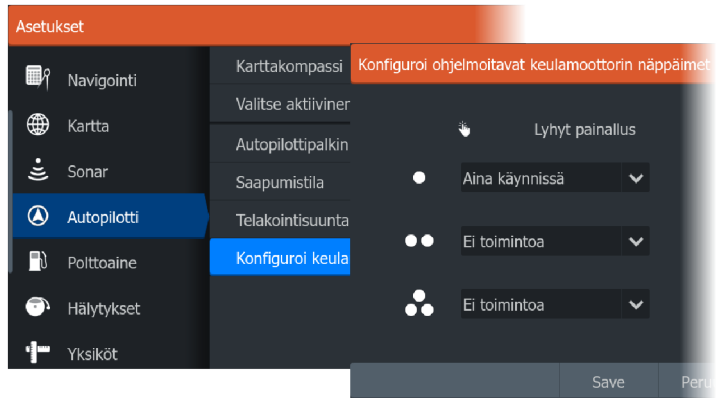 Asetukset
Navigointi
Kartta
Sonar
Autopilotti
Polttoaine
Hälytykset
Yksiköt
Karttakompassi
Valitse
Autopilottipalkin
Saapumistila
Telakointisuunta
Konfiguroi keula
Konfiguroi ohjelmoitavat keulamoottorin näppäimet
Lyhyt painallus
Aina käynnissä
Ei toimintoa
Ei toimintoa
Save